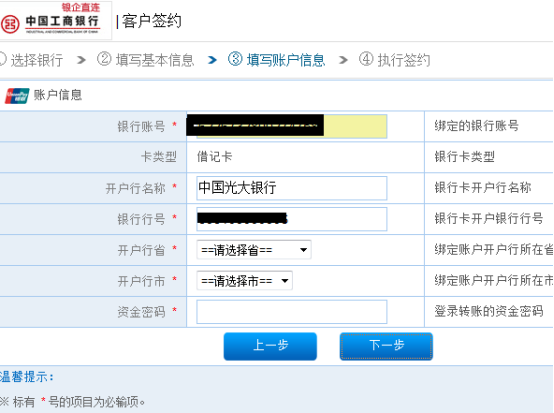 银企直连
中国工商银行
INDUSTRIAL AND COMMERCIAL BANK OF CHINA
客户签约
① 选择银行 > ② 填写基本信息 > ③ 填写账户信息 > ④ 执行签约
UnionPay 银联 账户信息
银行账号 * 绑定的银行账号
卡类型 借记卡 银行卡类型
开户行名称 * 中国光大银行 银行卡开户行名称
银行行号 * 银行卡开户银行行号
开户行省 * ==请选择省== 绑定账户开户行所在省
开户行市 * ==请选择市== 绑定账户开户行所在市
资金密码 * 登录转账的资金密码
上一步 下一步
温馨提示：
※ 标有 * 号的项目为必输项。